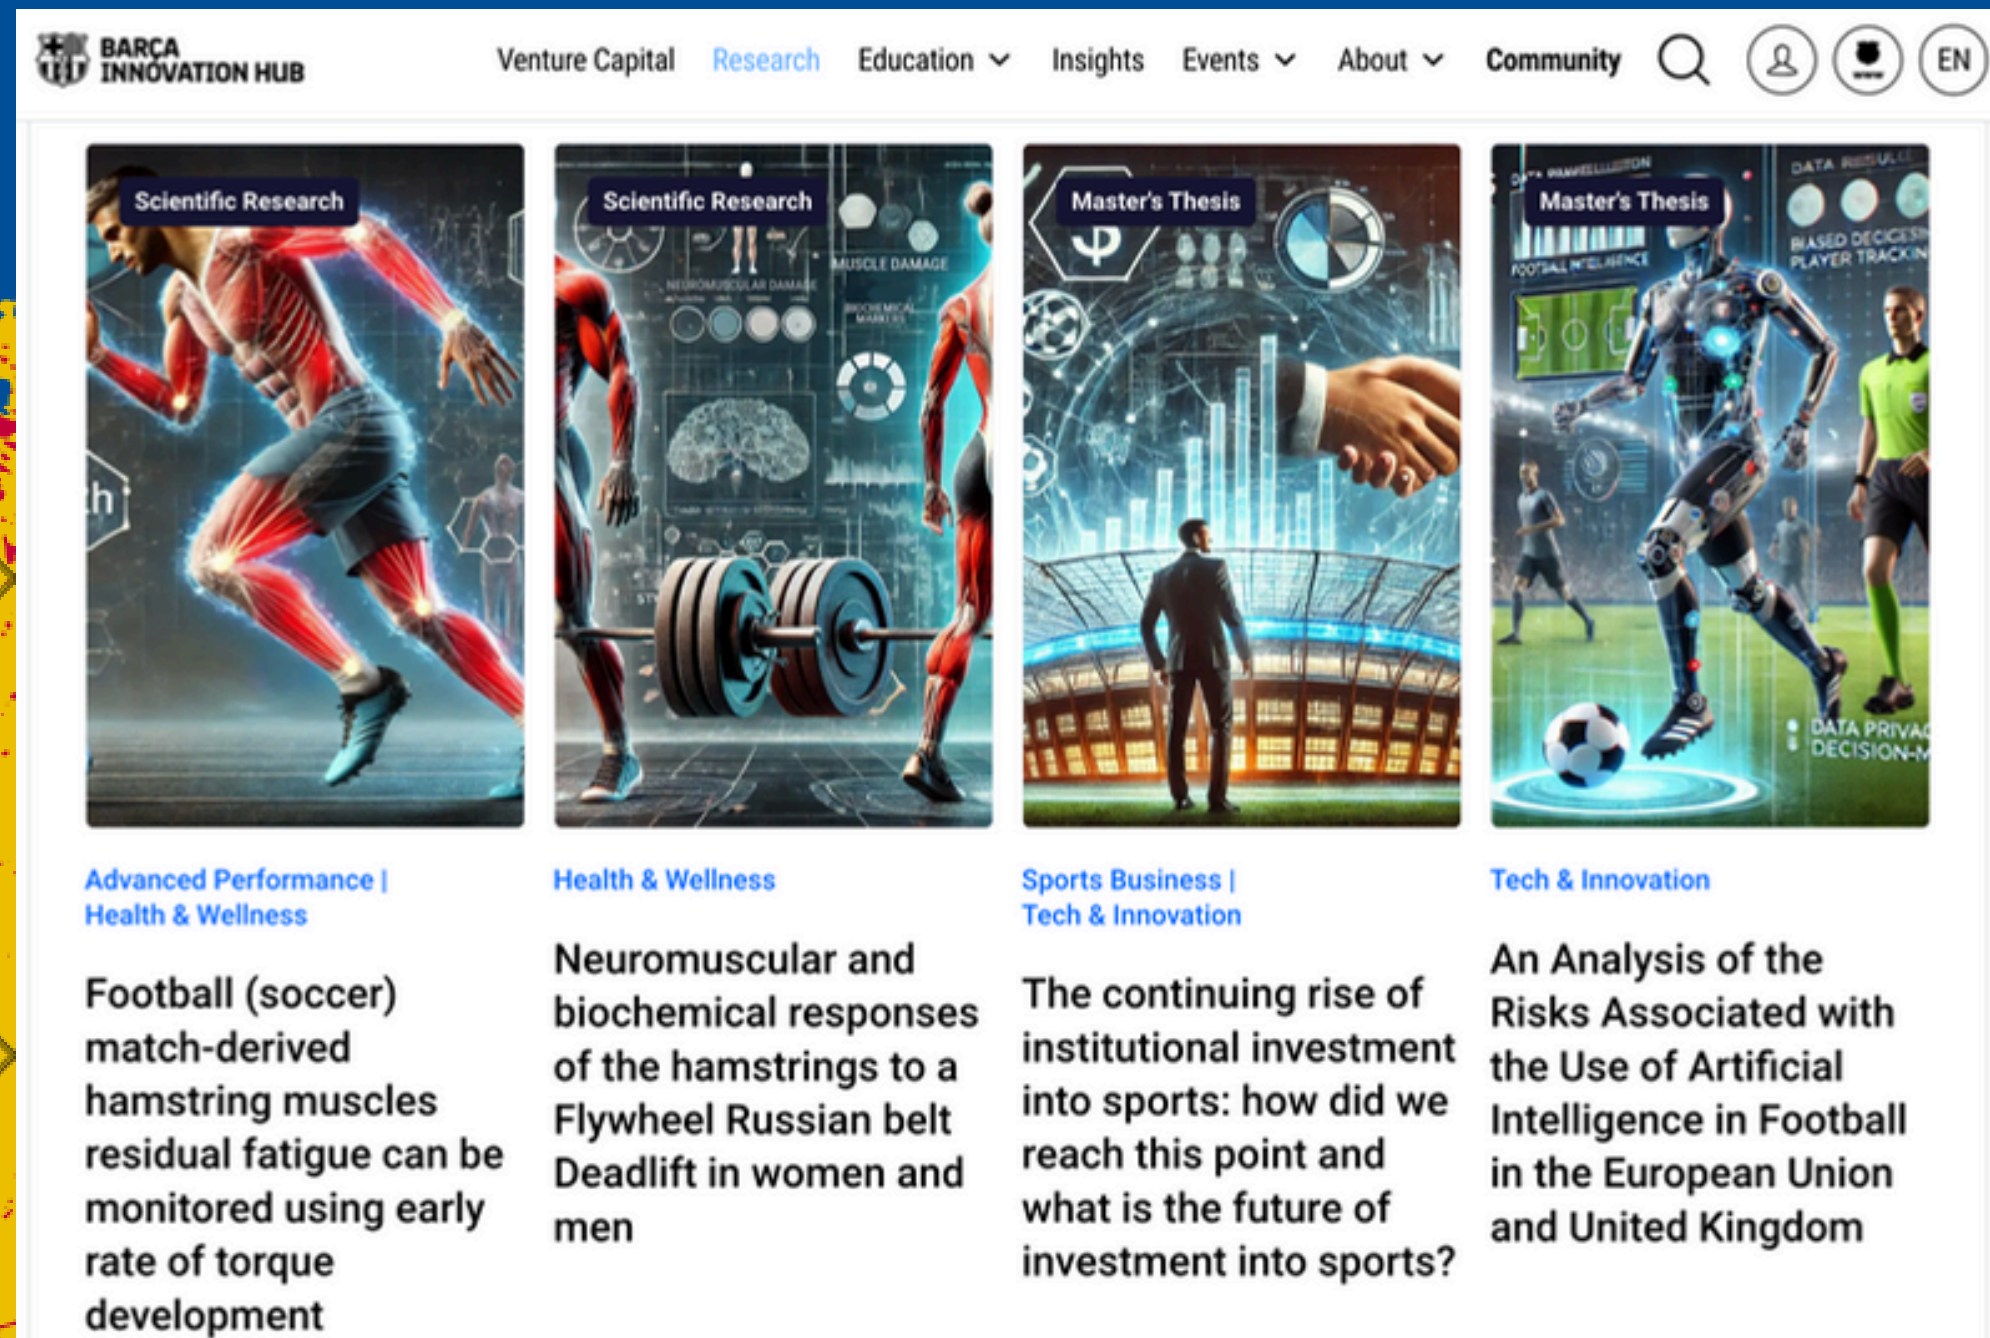 BARÇA
INNOVATION HUB
Venture Capital
Research
Education
Insights
Events
About
Community
EN
Scientific Research
Scientific Research
MUSCLE DAMAGE
NEUROMUSCULAR DAMAGE
BIOCHEMICAL
MARKERS
Master's Thesis
$
Master's Thesis
PLAYER TRACKIN
DATA PRIVAC
DECISION-M
Advanced Performance |
Health & Wellness
Football (soccer)
match-derived
hamstring muscles
residual fatigue can be
monitored using early
rate of torque
development
Health & Wellness
Neuromuscular and
biochemical responses
of the hamstrings to a
Flywheel Russian belt
Deadlift in women and
men
Sports Business |
Tech & Innovation
The continuing rise of
institutional investment
into sports: how did we
reach this point and
what is the future of
investment into sports?
Tech & Innovation
An Analysis of the
Risks Associated with
the Use of Artificial
Intelligence in Football
in the European Union
and United Kingdom